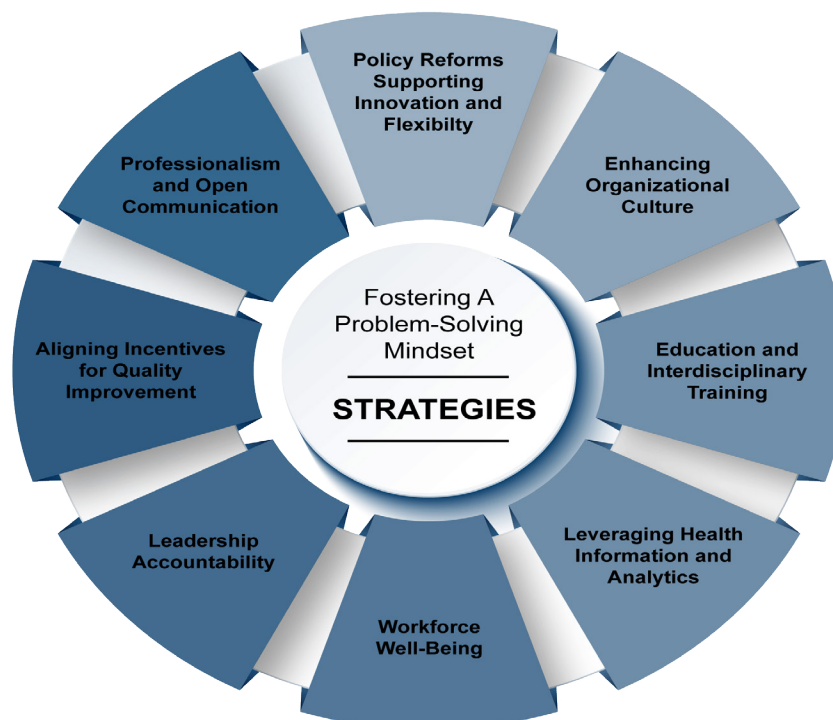 Policy Reforms
Supporting
Innovation and
Flexibilty
Enhancing
Organizational
Culture
Education and
Interdisciplinary
Training
Leveraging Health
Information and
Analytics
Workforce
Well-Being
Leadership
Accountability
Aligning Incentives
for Quality
Improvement
Professionalism
and Open
Communication
Fostering A
Problem-Solving
Mindset
STRATEGIES